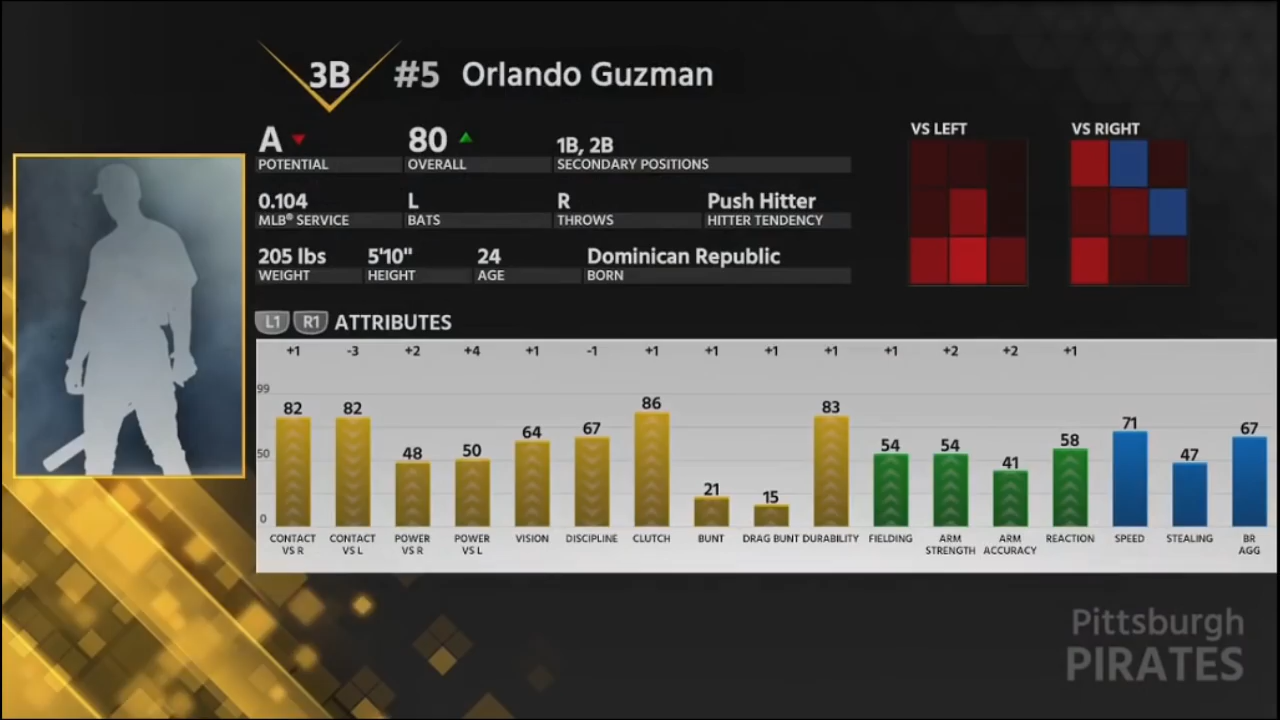 3B #5 Orlando Guzman
A 80 1B, 2B
POTENTIAL OVERALL SECONDARY POSITIONS
0.104 L R Push Hitter
MLB® SERVICE BATS THROWS HITTER TENDENCY
205 lbs 5'10" 24 Dominican Republic
WEIGHT HEIGHT AGE BORN
VS LEFT VS RIGHT
L1 R1 ATTRIBUTES
+1 -3 +2 +4 +1 -1 +1 +1 +1 +1 +1 +2 +2 +1
99
50
0
82 82 48 50 64 67 86 21 15 83 54 54 41 58 71 47 67
CONTACT VS R
CONTACT VS L
POWER VS R
POWER VS L
VISION
DISCIPLINE
CLUTCH
BUNT
DRAG BUNT
DURABILITY
FIELDING
ARM STRENGTH
ARM ACCURACY
REACTION
SPEED
STEALING
BR AGG
Pittsburgh
PIRATES